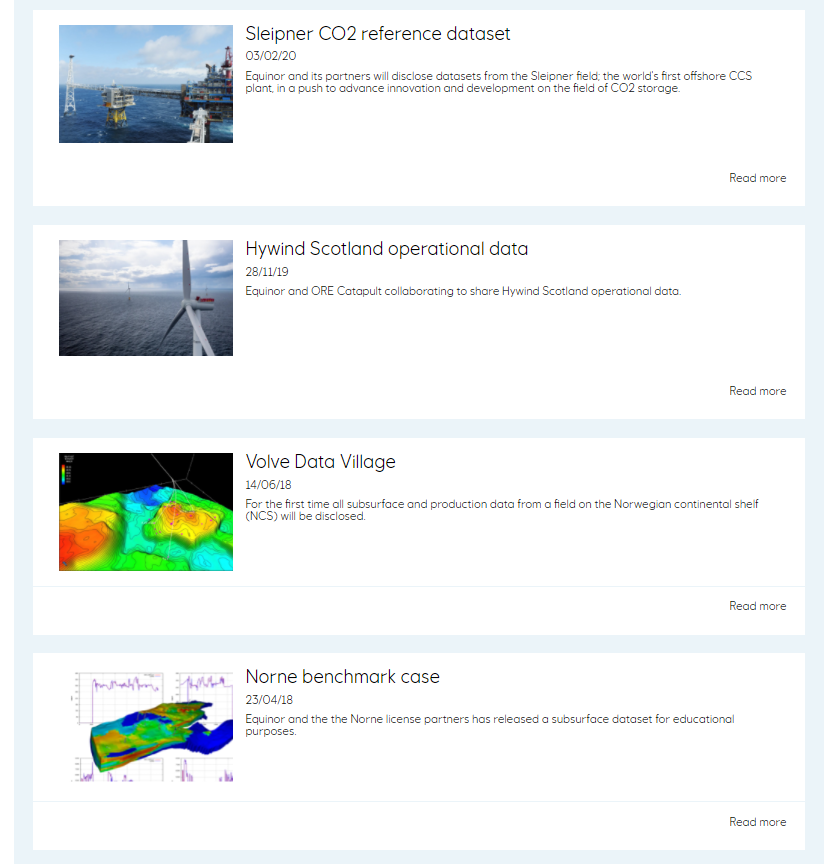 Sleipner CO2 reference dataset
03/02/20
Equinor and its partners will disclose datasets from the Sleipner field; the world's first offshore CCS
plant, in a push to advance innovation and development on the field of CO2 storage.
Read more
Hywind Scotland operational data
28/11/19
Equinor and ORE Catapult collaborating to share Hywind Scotland operational data.
Read more
Volve Data Village
14/06/18
For the first time all subsurface and production data from a field on the Norwegian continental shelf
(NCS) will be disclosed.
Read more
Norne benchmark case
23/04/18
Equinor and the the Norne license partners has released a subsurface dataset for educational
purposes.
Read more